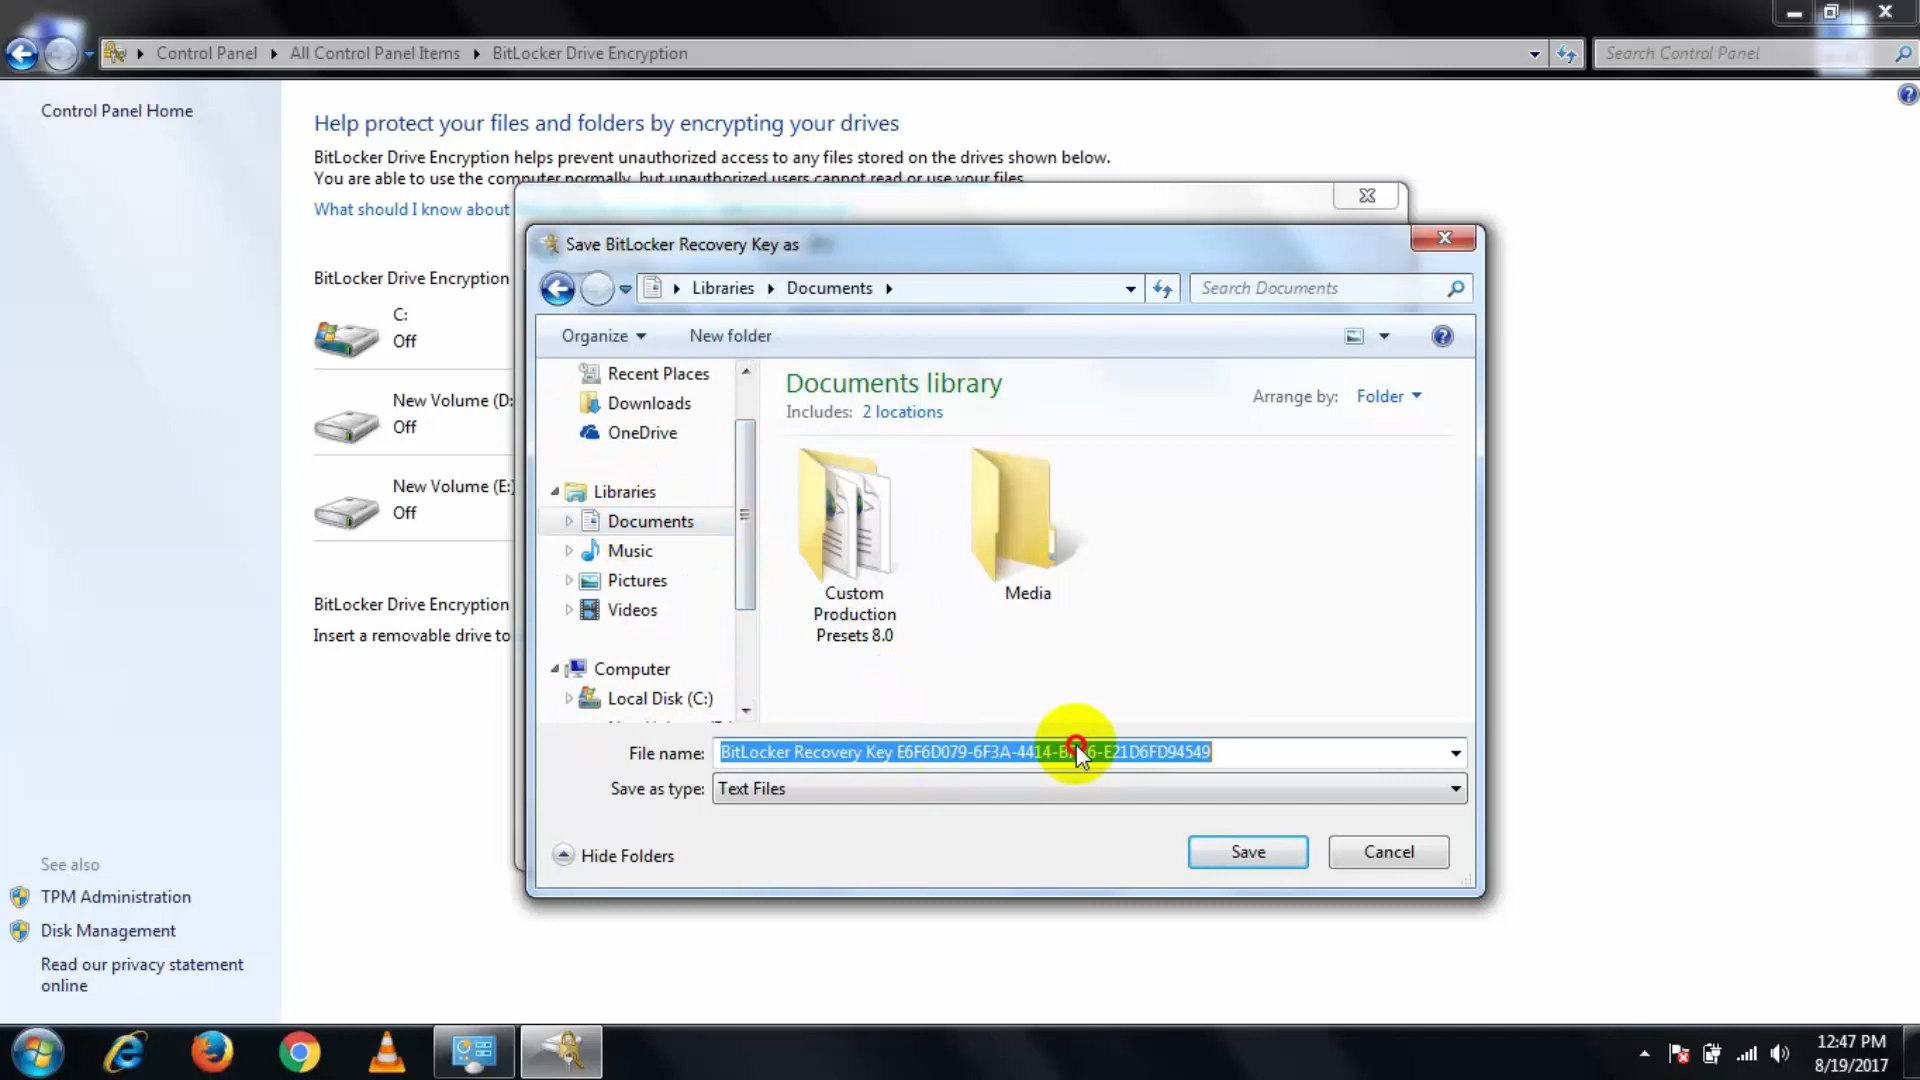 Control Panel
All Control Panel Items
BitLocker Drive Encryption
Search Control Panel
Control Panel Home
Help protect your files and folders by encrypting your drives
BitLocker Drive Encryption helps prevent unauthorized access to any files stored on the drives shown below.
You are able to use the computer normally, but unauthorized users cannot read or use your files.
What should I know about
BitLocker Drive Encryption
C:
Off
New Volume (D:
Off
New Volume (E:
Off
BitLocker Drive Encryption
Insert a removable drive to
See also
TPM Administration
Disk Management
Read our privacy statement
online
Save BitLocker Recovery Key as
Libraries
Documents
Search Documents
Organize
New folder
Recent Places
Downloads
OneDrive
Libraries
Documents
Music
Pictures
Videos
Computer
Local Disk (C:)
Documents library
Includes: 2 locations
Arrange by: Folder
Custom
Production
Presets 8.0
Media
File name: BitLocker Recovery Key
Save as type: Text Files
Hide Folders
Save
Cancel
12:47 PM
8/19/2017